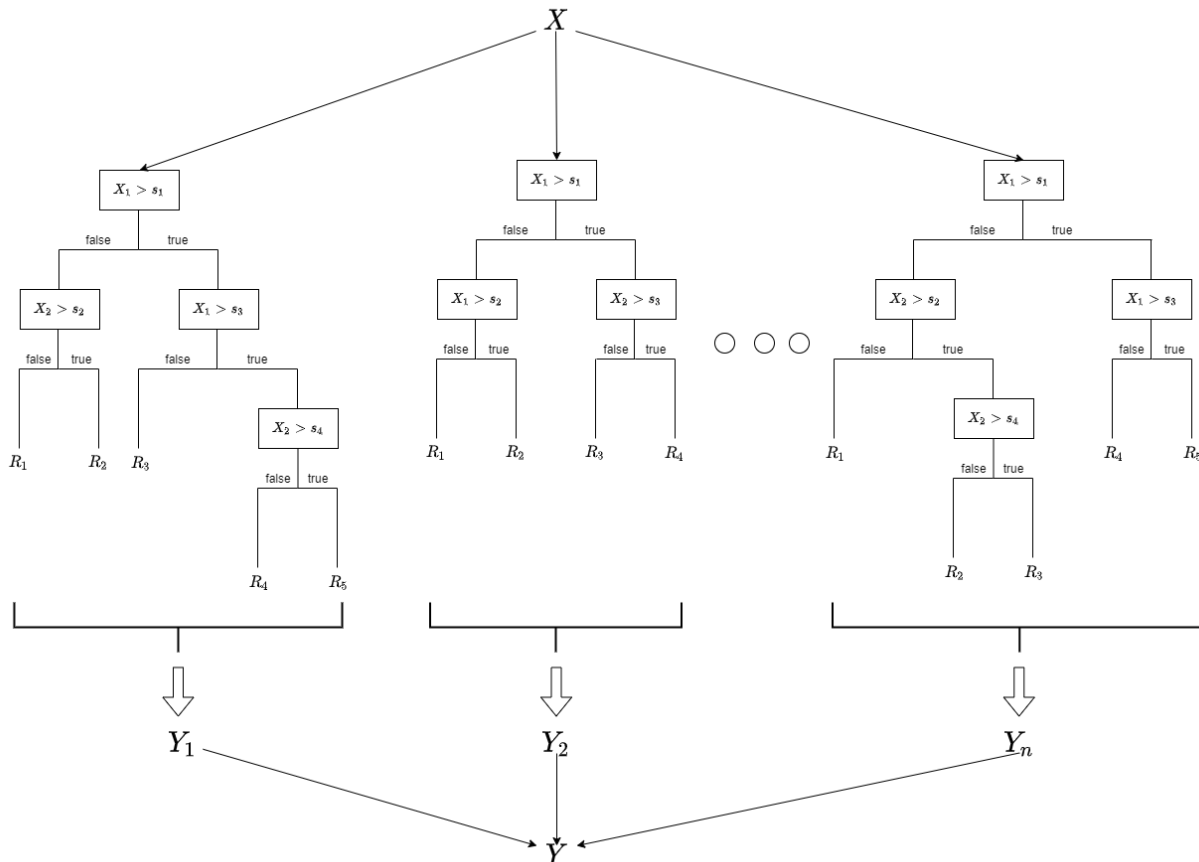 X
X₁ > s₁ X₁ > s₁ X₁ > s₁
false true false true false true
X₂ > s₂ X₁ > s₃ X₁ > s₂ X₂ > s₃ X₂ > s₂ X₁ > s₃
false true false true false true false true false true false true
X₂ > s₄ X₂ > s₄
R₁ R₂ R₃ R₁ R₂ R₃ R₄ R₁ R₄ R₅
false true false true
R₄ R₅ R₂ R₃
Y₁ Y₂ Yₙ
Y